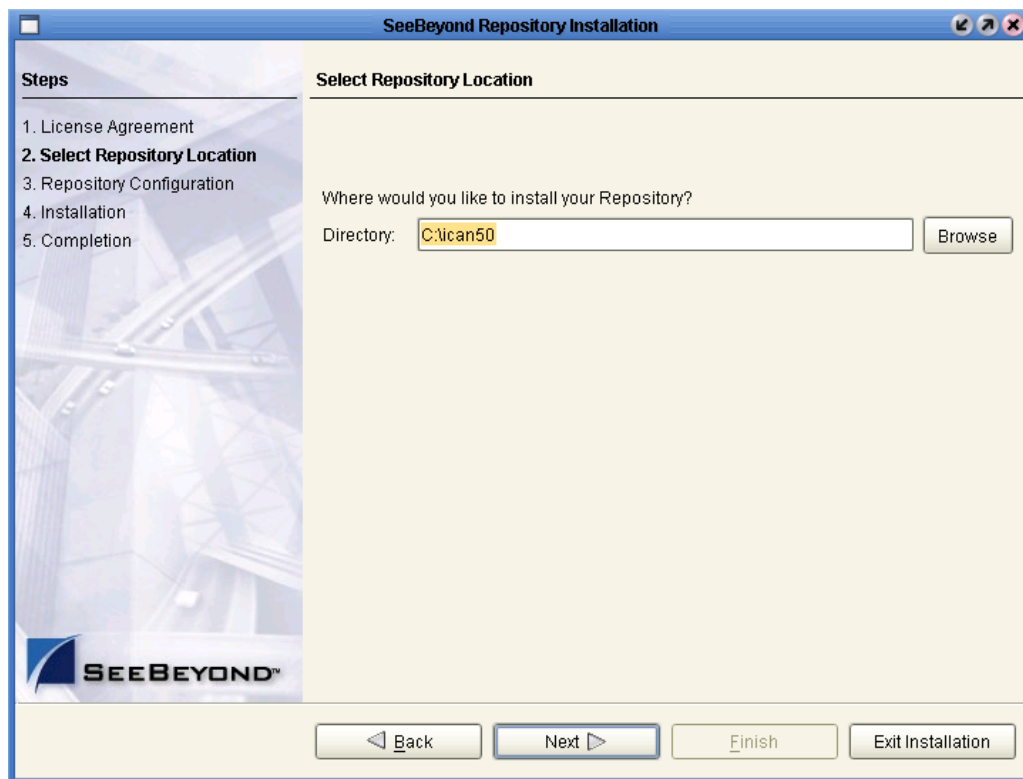 SeeBeyond Repository Installation
Steps
1. License Agreement
2. Select Repository Location
3. Repository Configuration
4. Installation
5. Completion
Select Repository Location
Where would you like to install your Repository?
Directory: C:\ican50 Browse
SEEBEYOND™
Back Next Finish Exit Installation